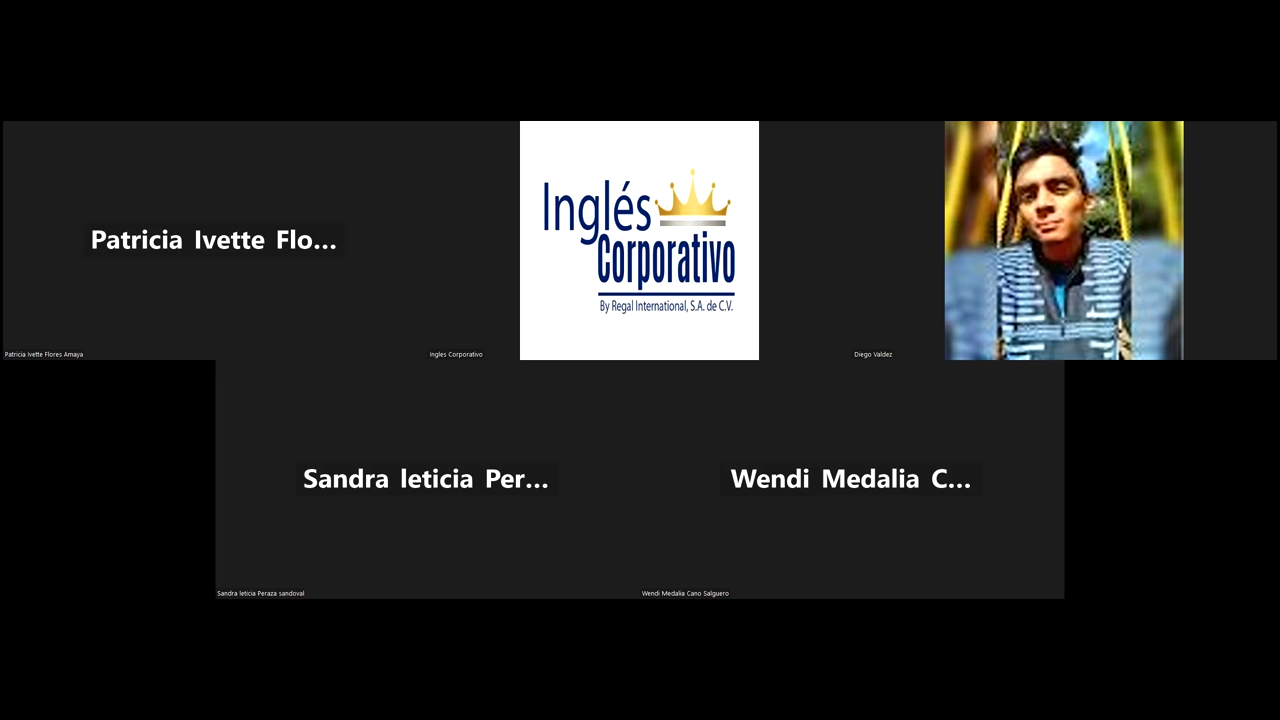 Patricia Ivette Flo...
Inglés
Corporativo
By Regal International, S.A. de C.V.
Patricia Ivette Flores Amaya
Ingles Corporativo
Diego Valdez
Sandra leticia Per...
Wendi Medalia C...
Sandra leticia Peraza sandoval
Wendi Medalia Cano Salguero